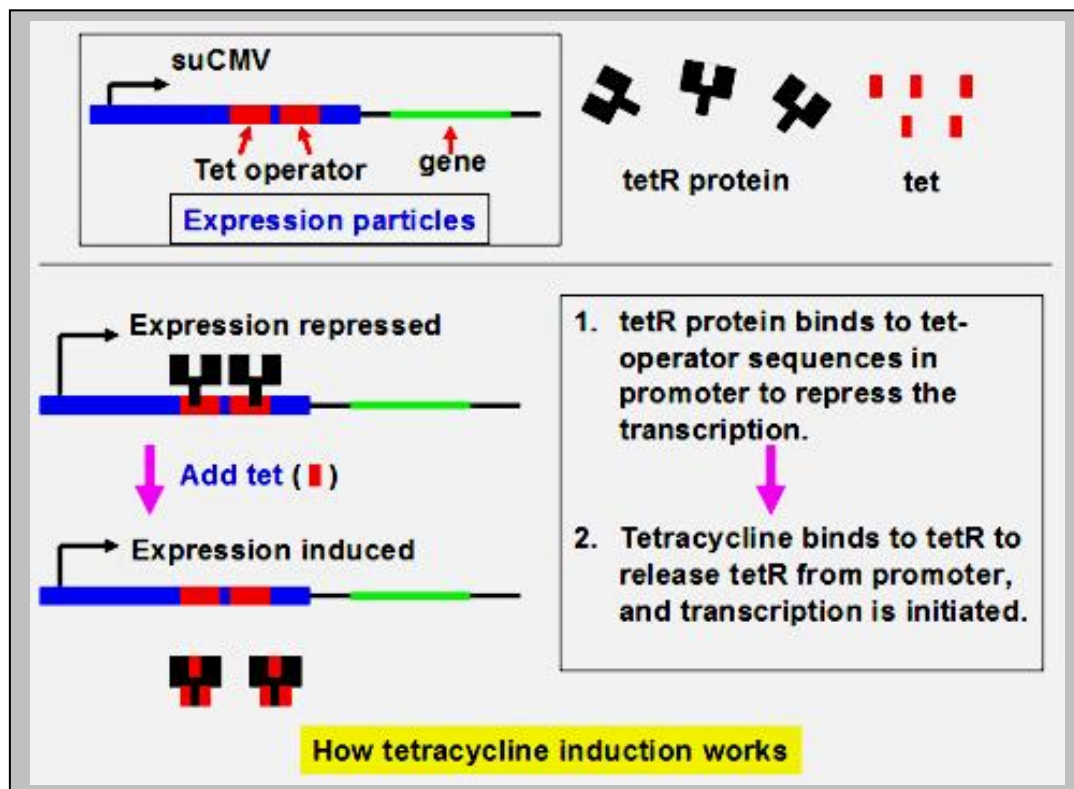 suCMV
Tet operator
gene
Expression particles
tetR protein
tet
Expression repressed
Add tet ( )
Expression induced
1. tetR protein binds to tet-
operator sequences in
promoter to repress the
transcription.
2. Tetracycline binds to tetR to
release tetR from promoter,
and transcription is initiated.
How tetracycline induction works